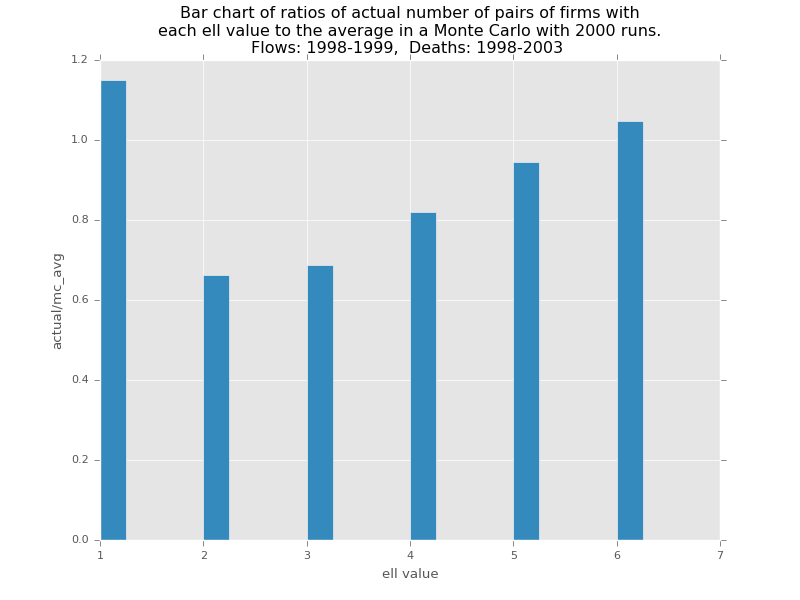 Bar chart of ratios of actual number of pairs of firms with
each ell value to the average in a Monte Carlo with 2000 runs.
Flows: 1998-1999,  Deaths: 1998-2003
1.2
1.0
0.8
0.6
0.4
0.2
0.0
actual/mc_avg
1 2 3 4 5 6 7
ell value